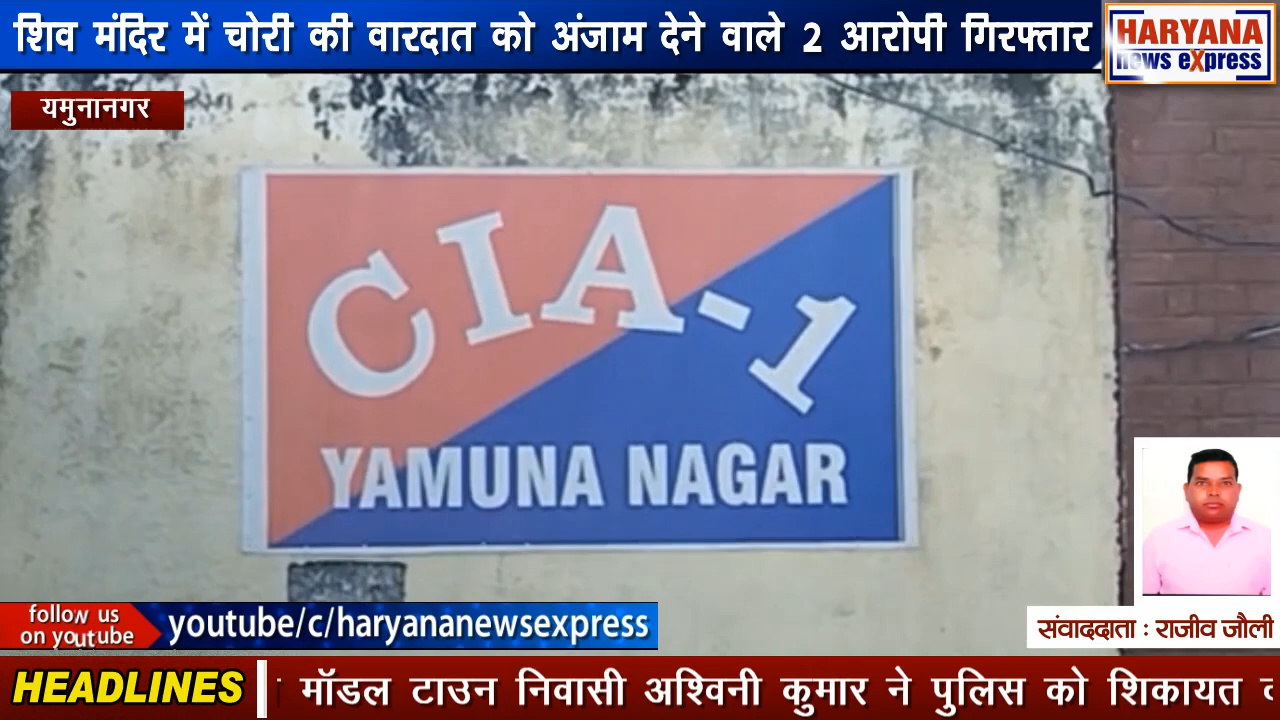 शिव मंदिर में चोरी की वारदात को अंजाम देने वाले 2 आरोपी गिरफ्तार
HARYANA
news eXpress
यमुनानगर
CIA-1
YAMUNA NAGAR
follow us
on youtube
youtube/c/haryananewsexpress
संवाददाता : राजीव जौली
HEADLINES
मॉडल टाउन निवासी अश्विनी कुमार ने पुलिस को शिकायत